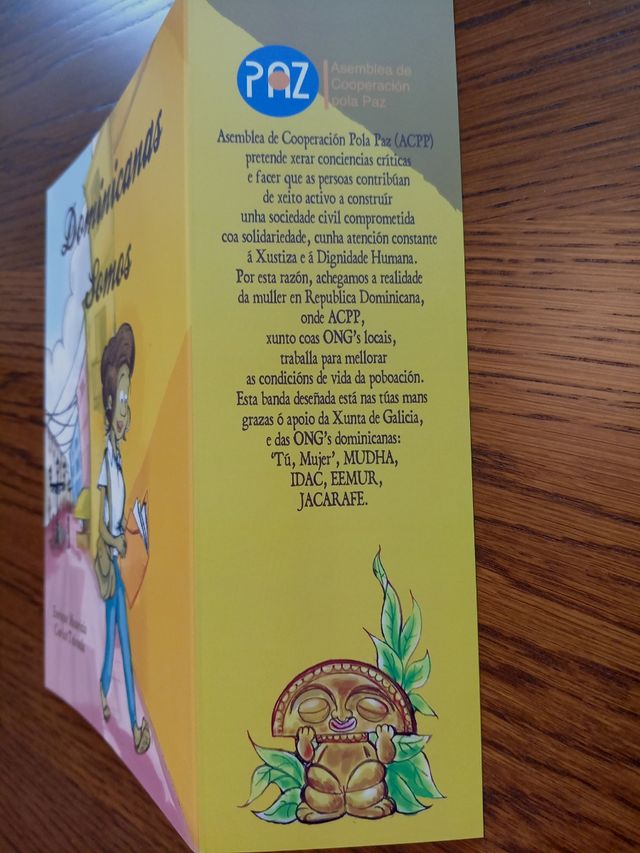 Dominicanas
Somos
PAZ
Asemblea de
Cooperación
pola Paz
Asemblea de Cooperación Pola Paz (ACPP)
pretende xerar conciencias críticas
e facer que as persoas contribúan
de xeito activo a construír
unha sociedade civil comprometida
coa solidariedade, cunha atención constante
á Xustiza e á Dignidade Humana.
Por esta razón, achegamos a realidade
da muller en Republica Dominicana,
onde ACPP,
xunto coas ONG's locais,
traballa para mellorar
as condicións de vida da poboación.
Esta banda deseñada está nas túas mans
grazas ó apoio da Xunta de Galicia,
e das ONG's dominicanas:
'Tú, Mujer', MUDHA,
IDAC, EEMUR,
JACARAFE.